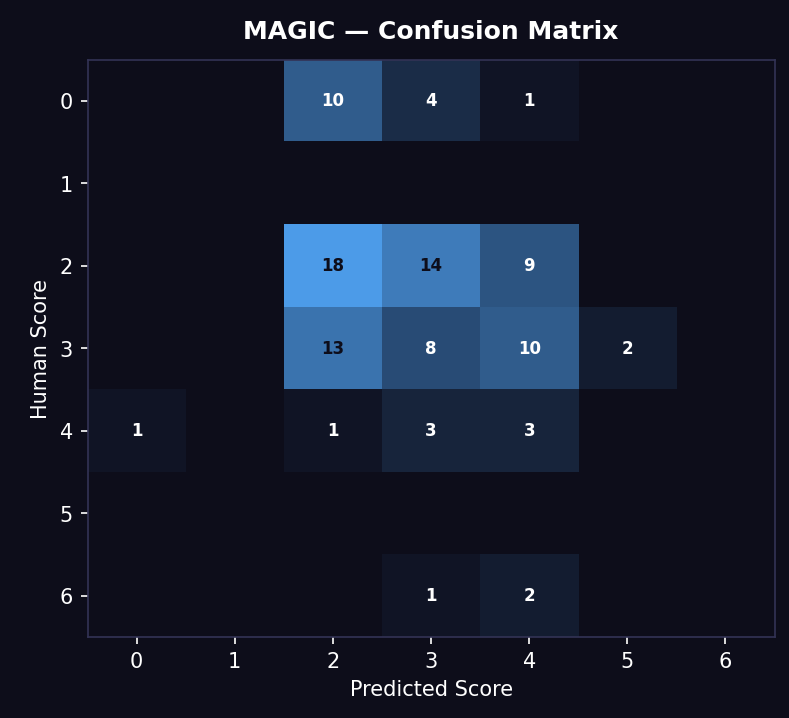 MAGIC — Confusion Matrix
0 10 4 1
1
2 18 14 9
3 13 8 10 2
4 1 1 3 3
5
6 1 2
0 1 2 3 4 5 6
Predicted Score
Human Score